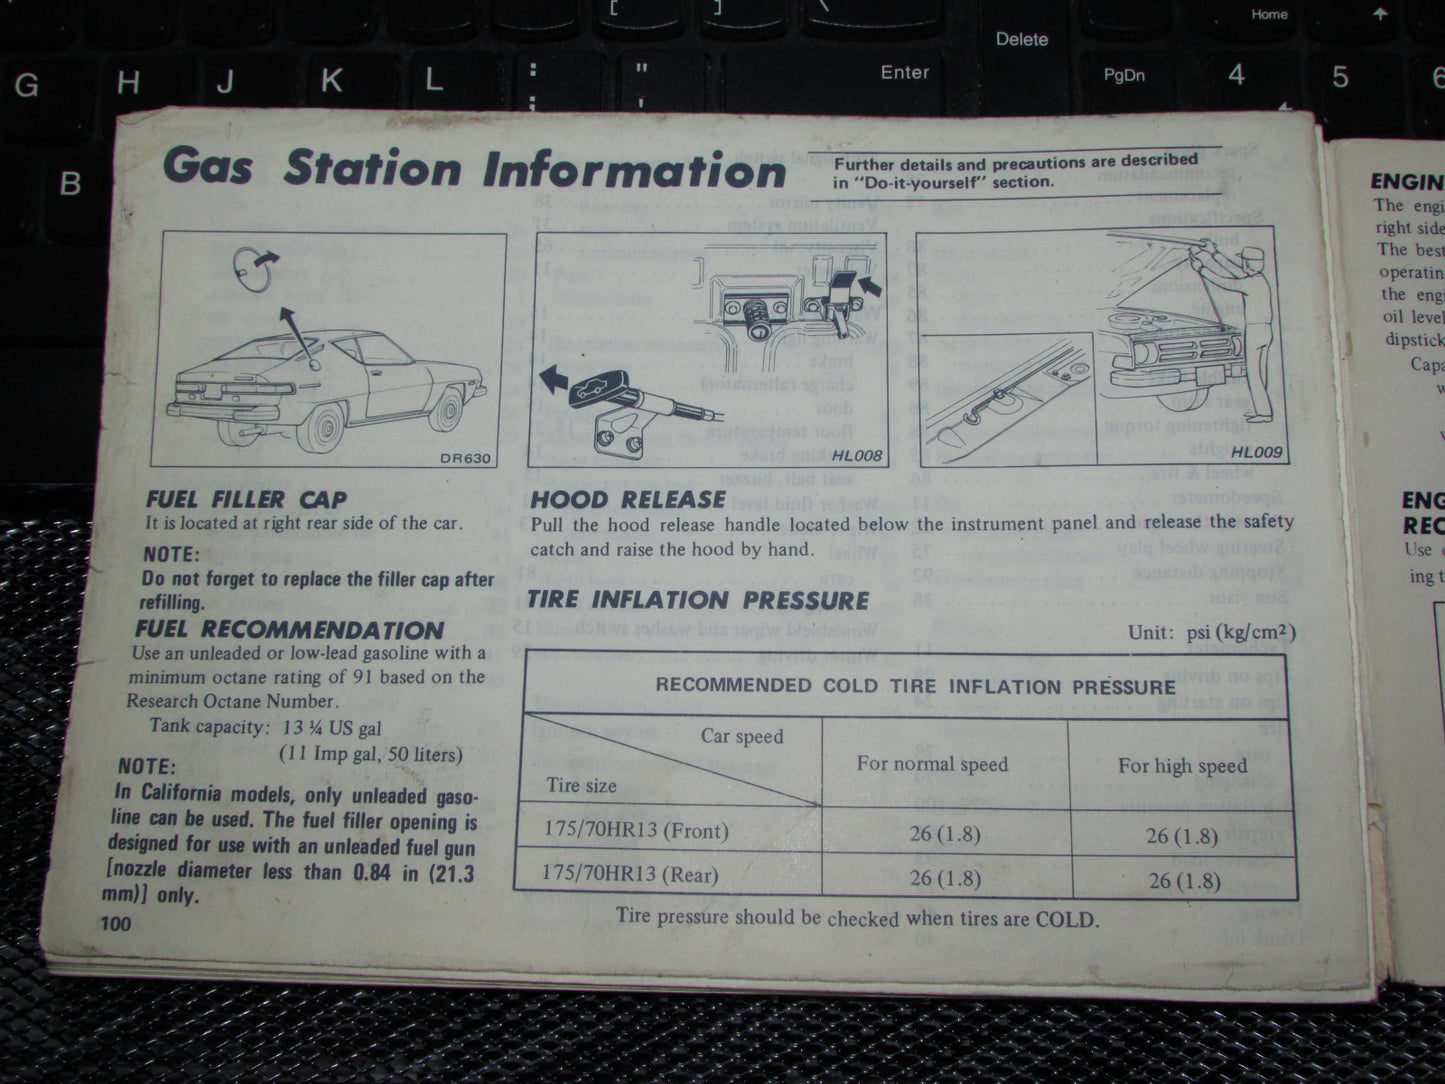 [ ] \ Home
Delete
G H J K L : " Enter PgDn 4 5 6
; '
B
Gas Station Information
Further details and precautions are described
in "Do-it-yourself" section.
DR630
HL008
HL009
FUEL FILLER CAP
It is located at right rear side of the car.
NOTE:
Do not forget to replace the filler cap after
refilling.
FUEL RECOMMENDATION
Use an unleaded or low-lead gasoline with a
minimum octane rating of 91 based on the
Research Octane Number.
Tank capacity: 13 ¼ US gal
(11 Imp gal, 50 liters)
NOTE:
In California models, only unleaded gaso-
line can be used. The fuel filler opening is
designed for use with an unleaded fuel gun
[nozzle diameter less than 0.84 in (21.3
mm)] only.
100
HOOD RELEASE
Pull the hood release handle located below the instrument panel and release the safety
catch and raise the hood by hand.
TIRE INFLATION PRESSURE
Unit: psi (kg/cm²)
RECOMMENDED COLD TIRE INFLATION PRESSURE
Car speed
Tire size
For normal speed For high speed
175/70HR13 (Front) 26 (1.8) 26 (1.8)
175/70HR13 (Rear) 26 (1.8) 26 (1.8)
Tire pressure should be checked when tires are COLD.
ENGIN
The engi
right side
The best
operatin
the engi
oil level
dipstick
Capa
w
ENG
REC
Use
ing t